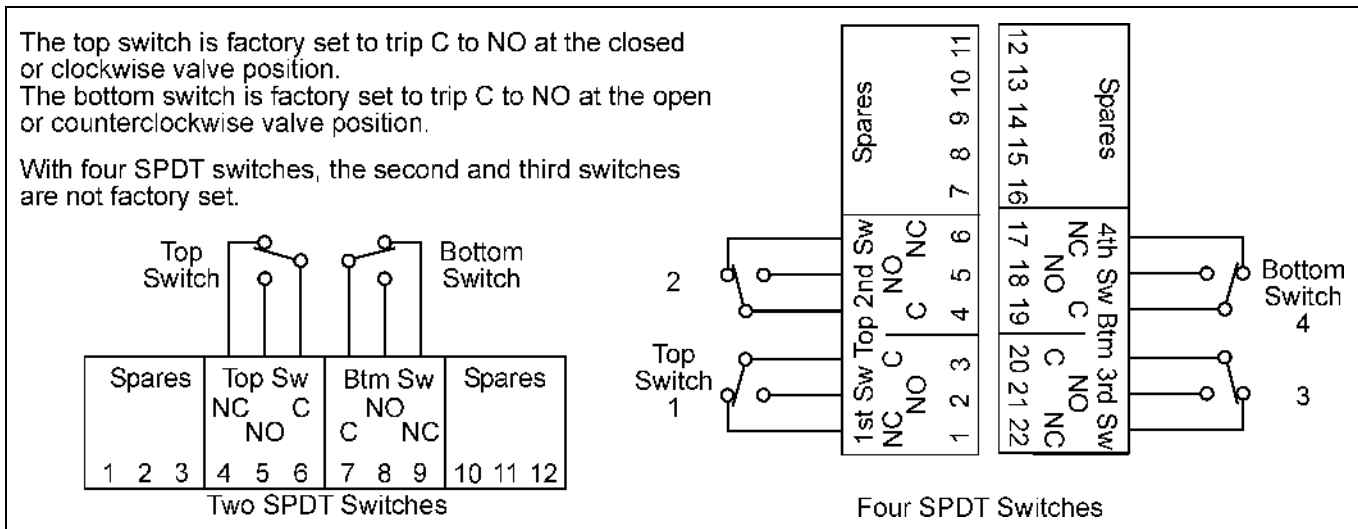 The top switch is factory set to trip C to NO at the closed
or clockwise valve position.
The bottom switch is factory set to trip C to NO at the open
or counterclockwise valve position.
With four SPDT switches, the second and third switches
are not factory set.
Top
Switch
Bottom
Switch
Spares
Top Sw
Btm Sw
Spares
NC C
NO
NO
C NC
1 2 3 4 5 6 7 8 9 10 11 12
Two SPDT Switches
2
Top
Switch
1
Spares
7 8 9 10 11
1st Sw Top 2nd Sw
C NO NC
4 5 6
NC NO C
1 2 3
12 13 14 15 16
Spares
17 18 19
NC NO C
4th Sw Btm 3rd Sw
20 21 22
C NO NC
Bottom
Switch
4
3
Four SPDT Switches